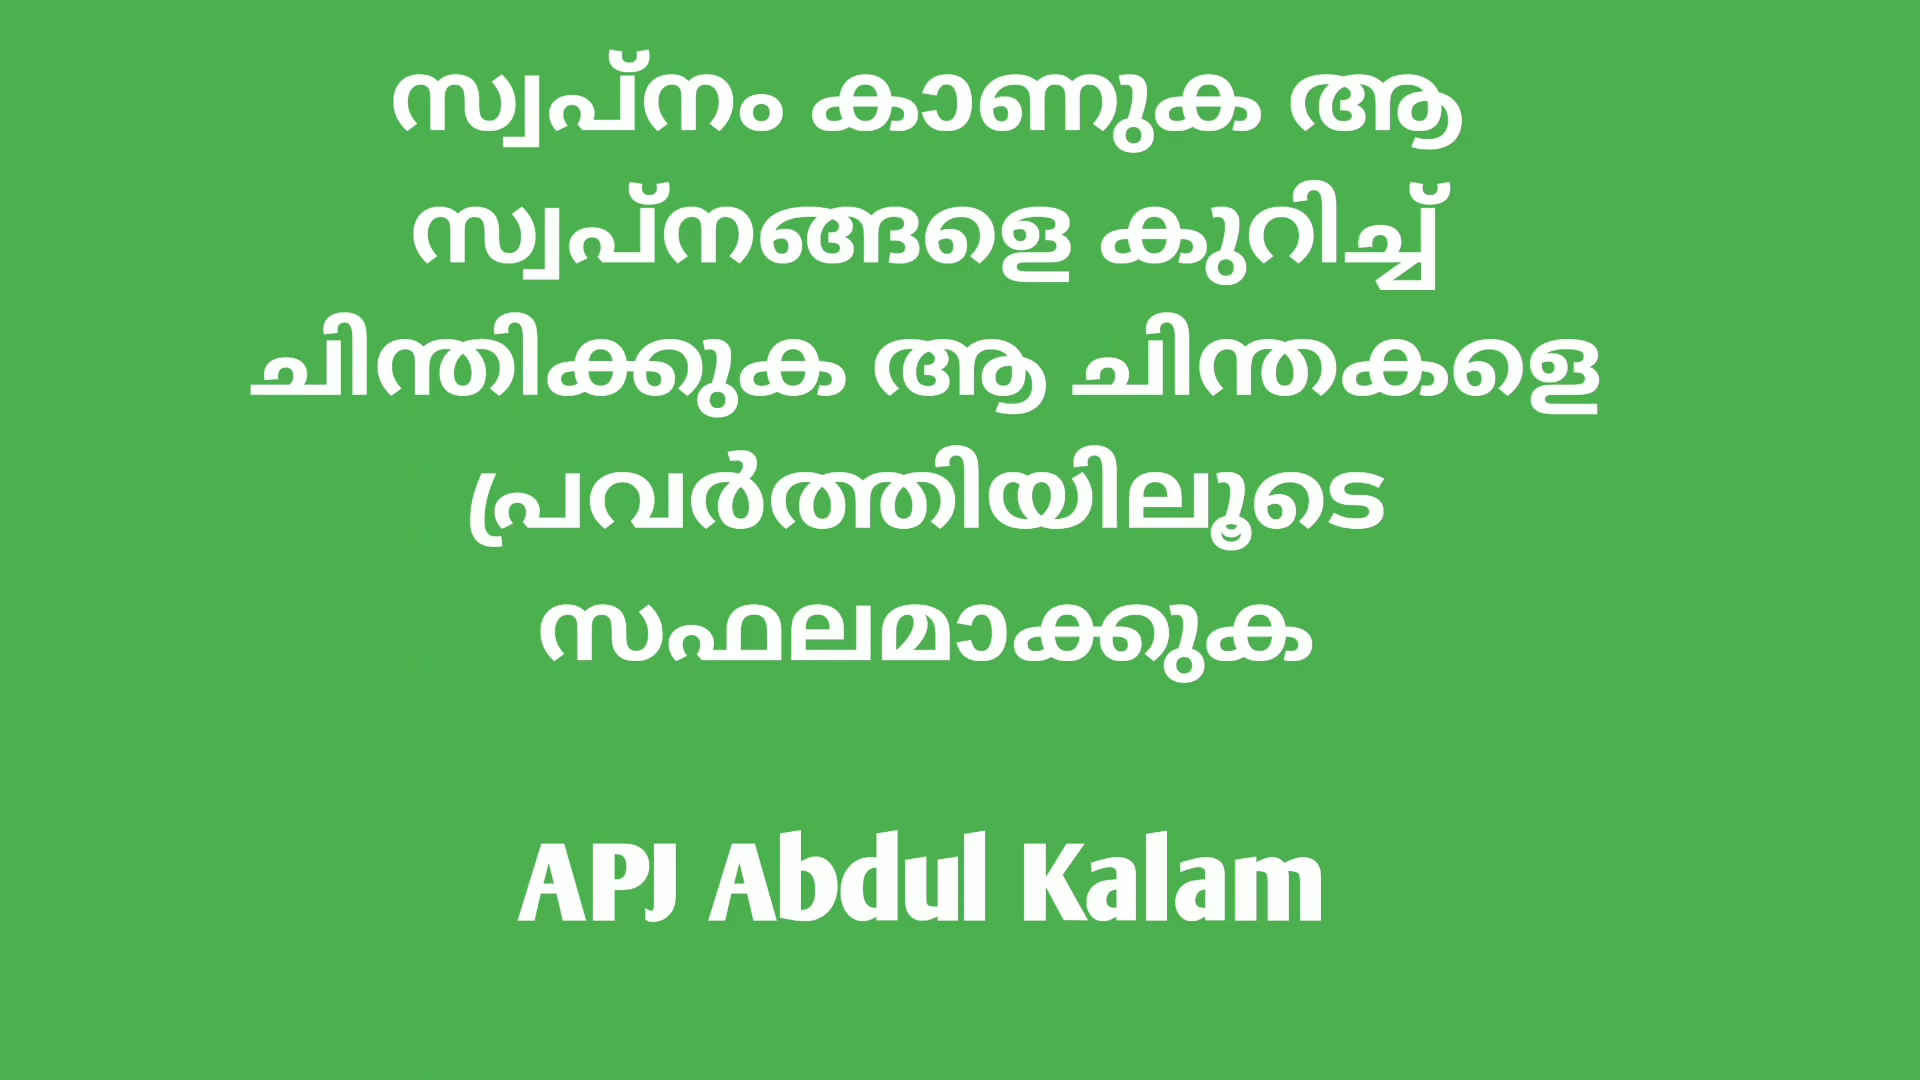 സ്വപ്നം കാണുക ആ
സ്വപ്നങ്ങളെ കുറിച്ച്
ചിന്തിക്കുക ആ ചിന്തകളെ
പ്രവർത്തിയിലൂടെ
സഫലമാക്കുക
APJ Abdul Kalam